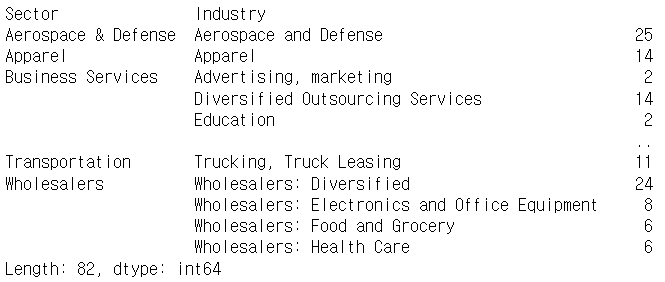 Sector Industry
Aerospace & Defense Aerospace and Defense 25
Apparel Apparel 14
Business Services Advertising, marketing 2
Diversified Outsourcing Services 14
Education 2
..
Transportation Trucking, Truck Leasing 11
Wholesalers Wholesalers: Diversified 24
Wholesalers: Electronics and Office Equipment 8
Wholesalers: Food and Grocery 6
Wholesalers: Health Care 6
Length: 82, dtype: int64